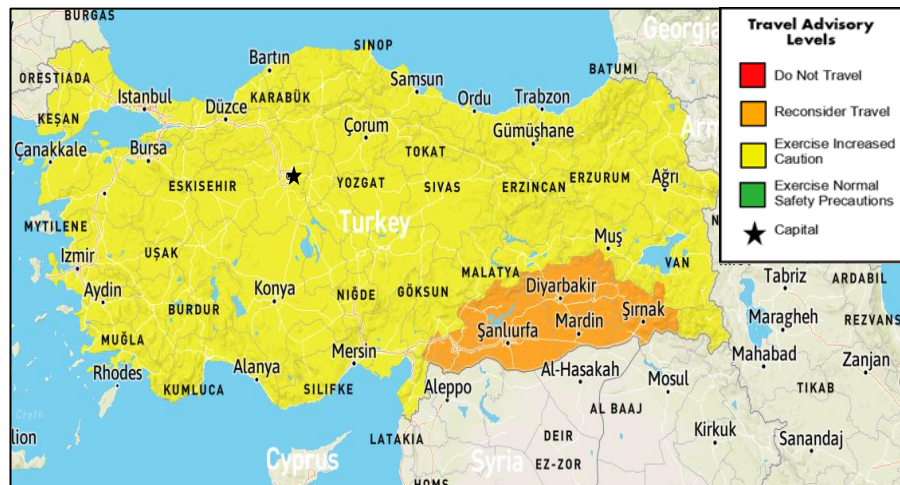 BURGAS
Georgia
Travel Advisory
Levels
Do Not Travel
Reconsider Travel
Exercise Increased
Caution
Exercise Normal
Safety Precautions
Capital
SINOP
Bartın
ORESTIADA
BATUMI
Samsun
KARABÜK
Istanbul
Düzce
Ordu
Trabzon
KEŞAN
Gümüşhane
Çorum
Çanakkale
Bursa
TOKAT
ESKISEHIR
YOZGAT
SIVAS
ERZINCAN
ERZURUM
Ağrı
MYTILENE
Turkey
Muş
Izmir
UŞAK
VAN
MALATYA
Tabriz
ARDABIL
Aydin
Konya
NIĞDE
GÖKSUN
Diyarbakir
BURDUR
Şanlıurfa
Mardin
Şırnak
Maragheh
REZVANS
MUĞLA
Mersin
Mahabad
Zanjan
Rhodes
Alanya
KUMLUCA
SILIFKE
Aleppo
Al-Hasakah
Mosul
TIKAB
Crete
lion
AL BAAJ
LATAKIA
DEIR
EZ-ZOR
Kirkuk
Sanandaj
Cyprus
Syria
HOMS